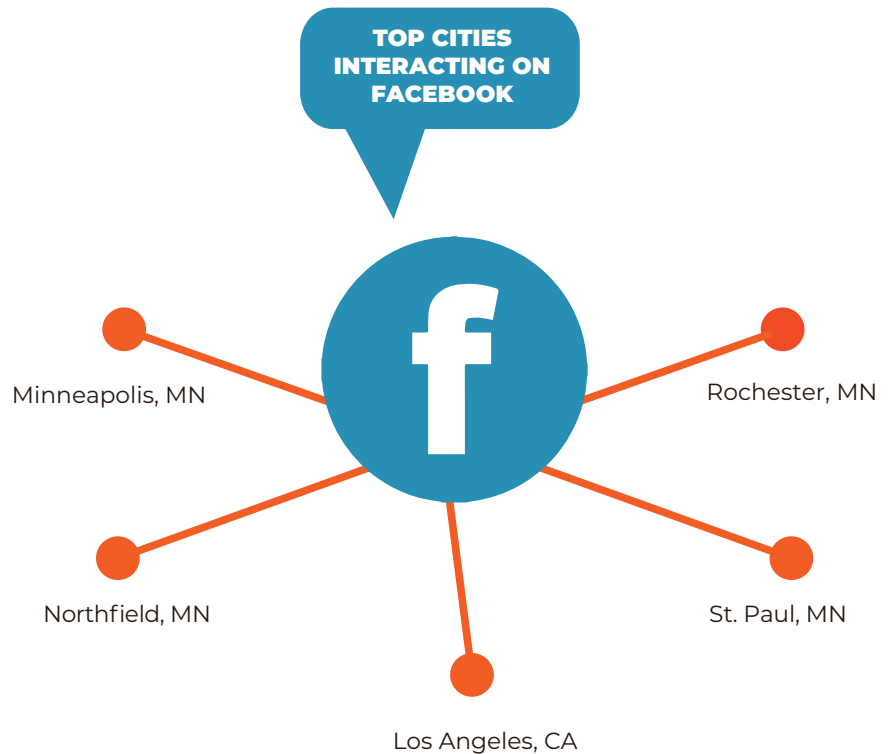 TOP CITIES
INTERACTING ON
FACEBOOK
f
Minneapolis, MN
Rochester, MN
Northfield, MN
St. Paul, MN
Los Angeles, CA